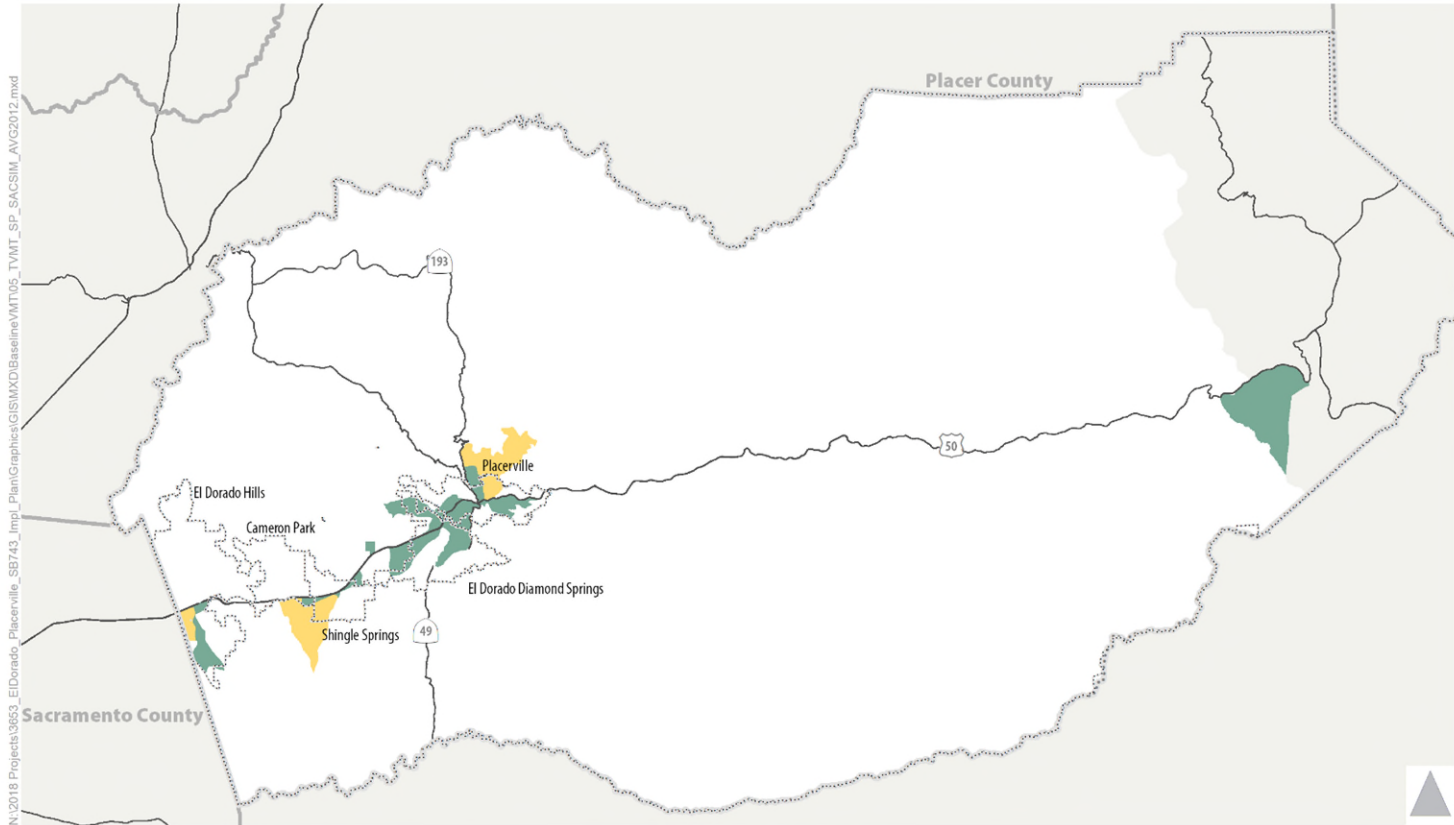 N:\2018 Projects\3653_ElDorado_Placerville_SB743_Impl_Plan\Graphics\GIS\MXD\BaselineVMT\05_TVMT_SP_SACSIM_AVG2012.mxd
Placer County
193
50
Placerville
El Dorado Hills
Cameron Park
El Dorado Diamond Springs
Shingle Springs
49
Sacramento County